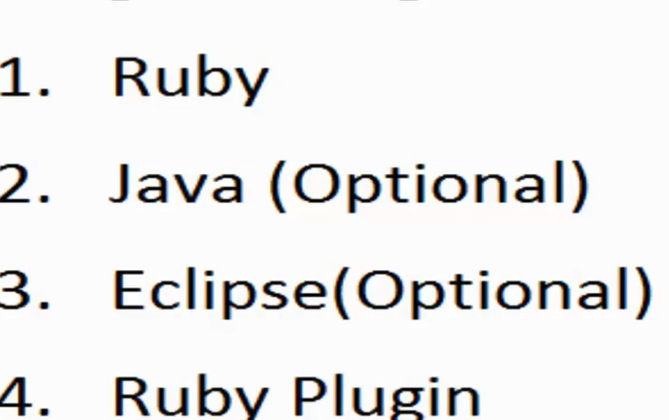 1. Ruby
2. Java (Optional)
3. Eclipse(Optional)
4. Ruby Plugin